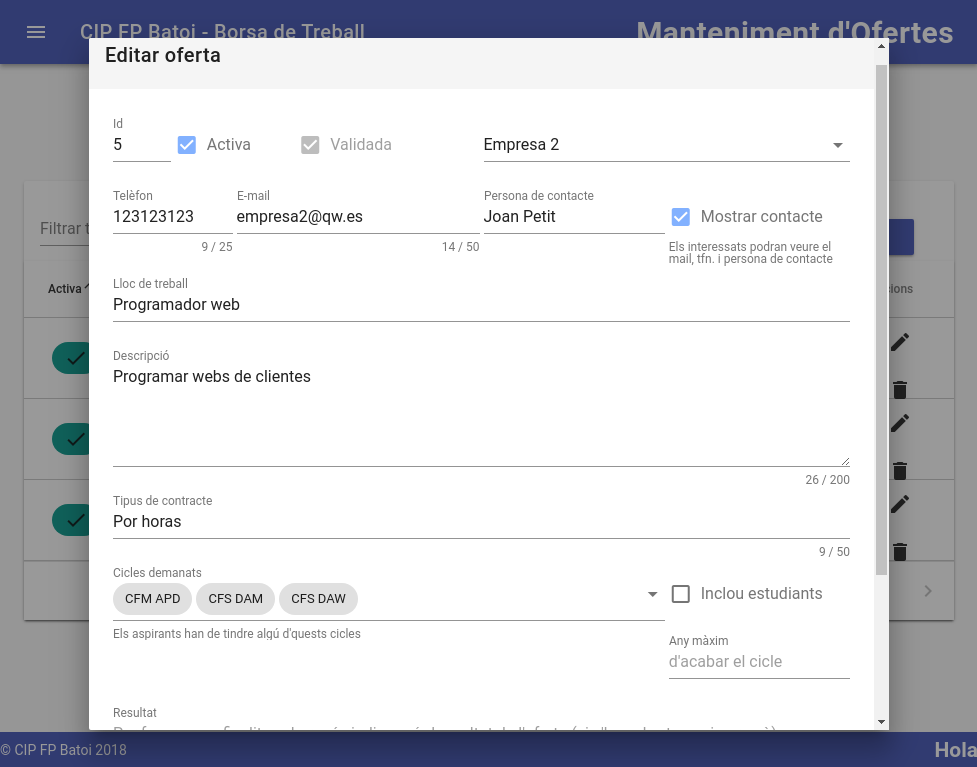 CIP FP Batoi - Borsa de Treball
Manteniment d'Ofertes
Editar oferta
Id
5
Activa
Validada
Empresa 2
Telèfon
E-mail
Persona de contacte
123123123
empresa2@qw.es
Joan Petit
Mostrar contacte
9 / 25
14 / 50
Els interessats podran veure el
mail, tfn. i persona de contacte
Filtrar t
Activa
ions
Lloc de treball
Programador web
Descripció
Programar webs de clientes
26 / 200
Tipus de contracte
Por horas
9 / 50
Cicles demanats
CFM APD
CFS DAM
CFS DAW
Inclou estudiants
Els aspirants han de tindre algú d'quests cicles
Any màxim
d'acabar el cicle
Resultat
© CIP FP Batoi 2018
Hola